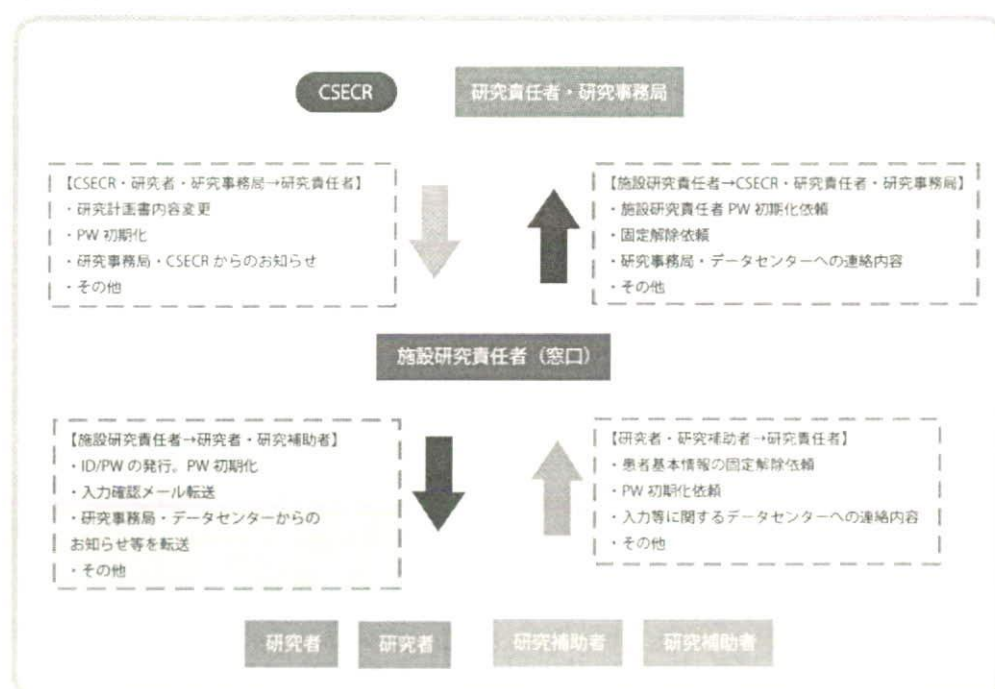 CSECR
研究責任者・研究事務局
【CSECR・研究者・研究事務局→研究責任者】
・研究計画書内容変更
・PW 初期化
・研究事務局・CSECR からのお知らせ
・その他
【施設研究責任者→CSECR・研究責任者・研究事務局】
・施設研究責任者 PW 初期化依頼
・固定解除依頼
・研究事務局・データセンターへの連絡内容
・その他
施設研究責任者（窓口）
【施設研究責任者→研究者・研究補助者】
・ID/PW の発行。PW 初期化
・入力確認メール転送
・研究事務局・データセンターからの
お知らせ等を転送
・その他
【研究者・研究補助者→研究責任者】
・患者基本情報の固定解除依頼
・PW 初期化依頼
・入力等に関するデータセンターへの連絡内容
・その他
研究者
研究者
研究補助者
研究補助者